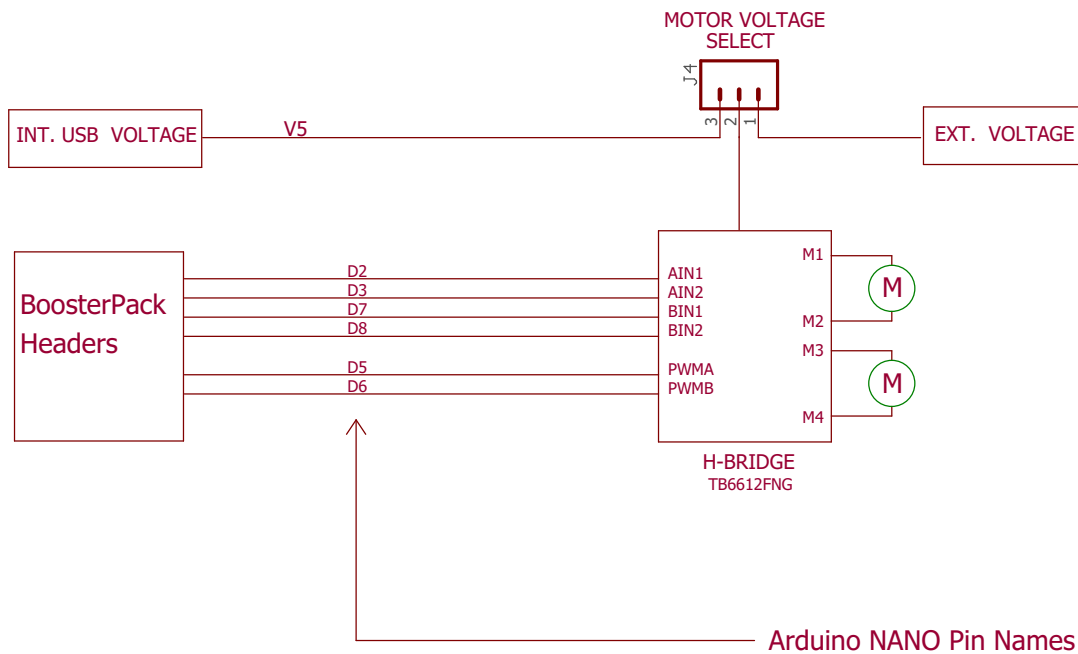 MOTOR VOLTAGE
SELECT
J4
3
2
1
INT. USB VOLTAGE
V5
EXT. VOLTAGE
BoosterPack
Headers
D2
D3
D7
D8
D5
D6
AIN1
AIN2
BIN1
BIN2
PWMA
PWMB
M1
M2
M3
M4
M
M
H-BRIDGE
TB6612FNG
Arduino NANO Pin Names